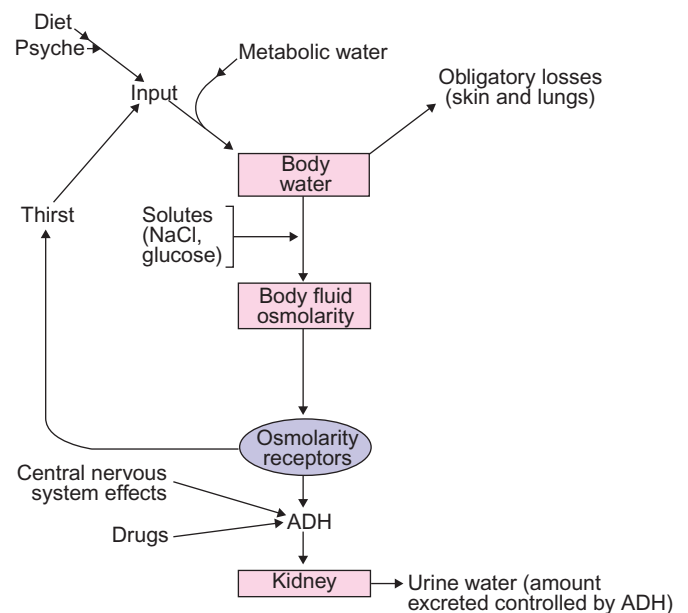 Diet
Psyche
Metabolic water
Input
Obligatory losses
(skin and lungs)
Body
water
Thirst
Solutes
(NaCl,
glucose)
Body fluid
osmolarity
Osmolarity
receptors
Central nervous
system effects
ADH
Drugs
Kidney
Urine water (amount
excreted controlled by ADH)